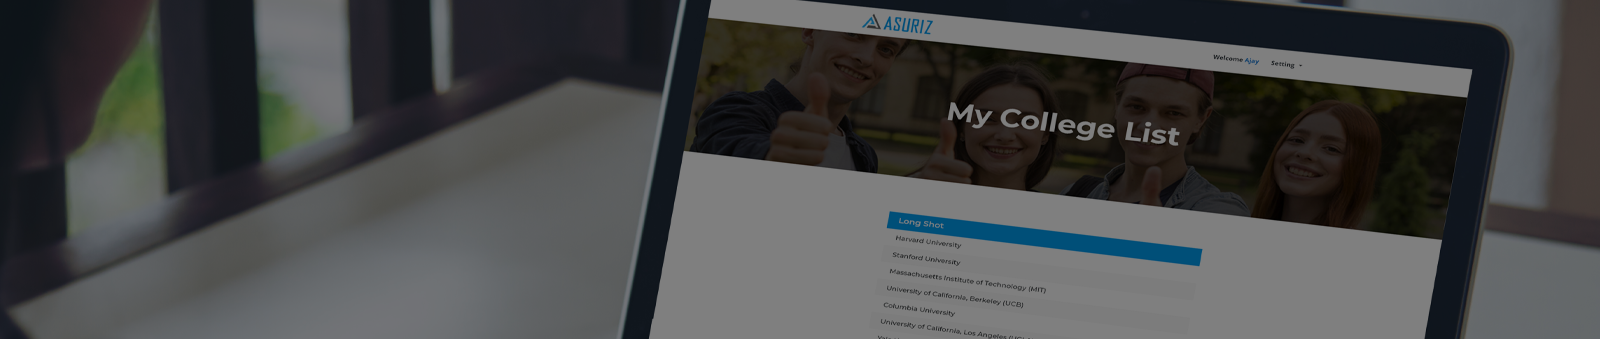 ASURIZ
Welcome Ajay Setting
My College List
Long Shot
Harvard University
Stanford University
Massachusetts Institute of Technology (MIT)
University of California, Berkeley (UCB)
Columbia University
University of California, Los Angeles